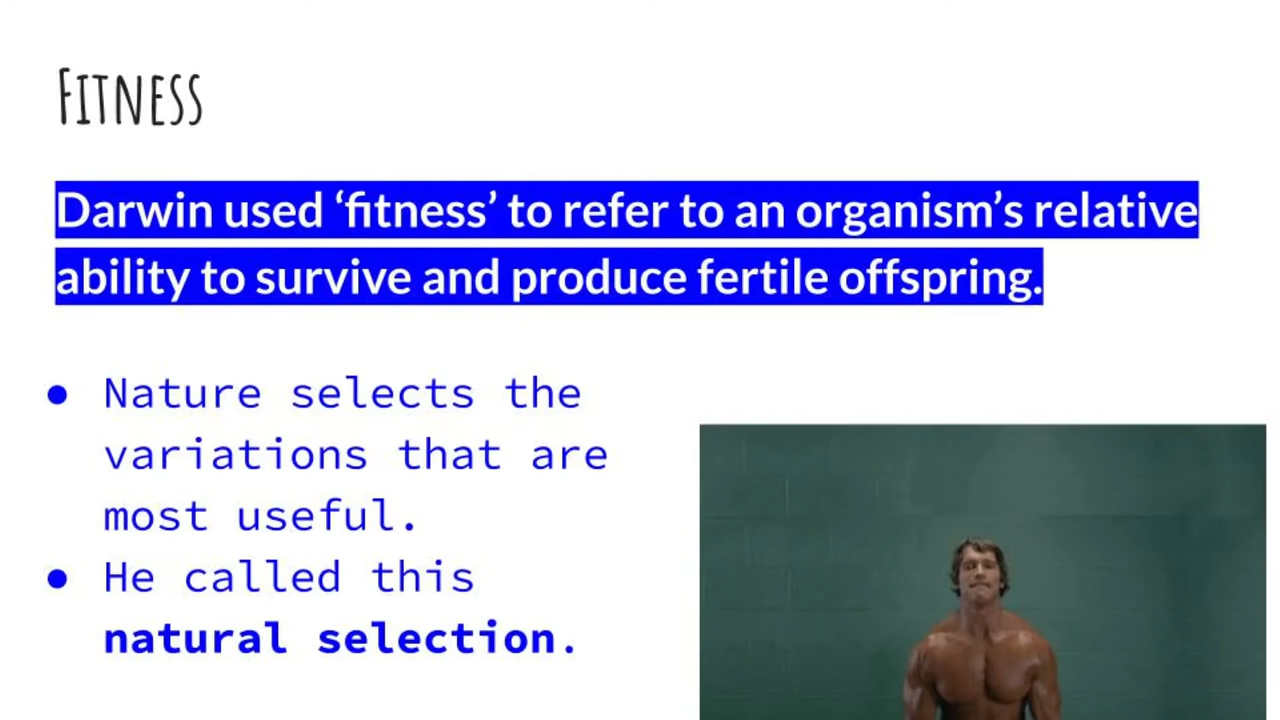 Fitness
Darwin used ‘fitness’ to refer to an organism’s relative
ability to survive and produce fertile offspring.
● Nature selects the
variations that are
most useful.
● He called this
natural selection.